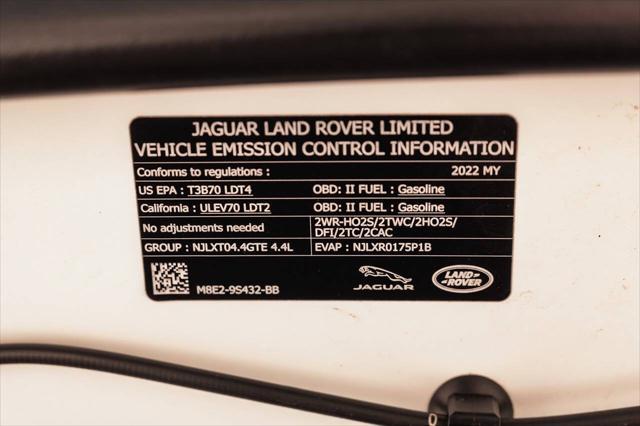 JAGUAR LAND ROVER LIMITED
VEHICLE EMISSION CONTROL INFORMATION
Conforms to regulations : 2022 MY
US EPA : T3B70 LDT4 OBD: II FUEL : Gasoline
California : ULEV70 LDT2 OBD: II FUEL : Gasoline
No adjustments needed 2WR-HO2S/2TWC/2HO2S/
DFI/2TC/2CAC
GROUP : NJLXT04.4GTE 4.4L EVAP : NJLXR0175P1B
M8E2-9S432-BB
JAGUAR
LAND
ROVER